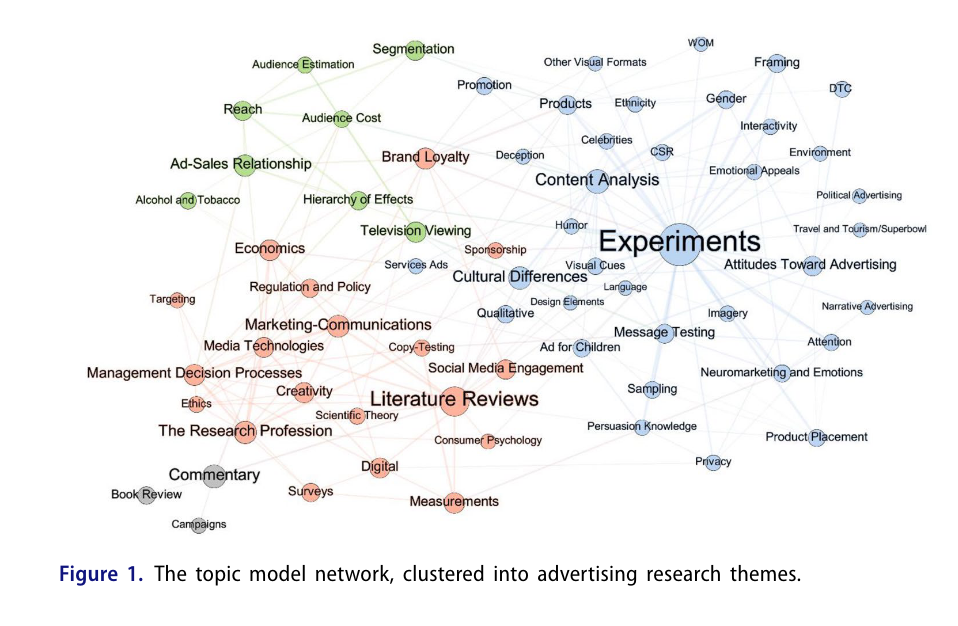 WOM
Segmentation
Audience Estimation
Other Visual Formats
Framing
Promotion
DTC
Products
Ethnicity
Gender
Reach
Audience Cost
Interactivity
Celebrities
CSR
Environment
Brand Loyalty
Deception
Ad-Sales Relationship
Emotional Appeals
Content Analysis
Political Advertising
Alcohol and Tobacco
Hierarchy of Effects
Humor
Travel and Tourism/Superbowl
Television Viewing
Experiments
Economics
Sponsorship
Services Ads
Visual Cues
Attitudes Toward Advertising
Cultural Differences
Regulation and Policy
Language
Targeting
Design Elements
Narrative Advertising
Qualitative
Imagery
Marketing-Communications
Message Testing
Media Technologies
Copy-Testing
Ad for Children
Attention
Social Media Engagement
Management Decision Processes
Neuromarketing and Emotions
Creativity
Sampling
Literature Reviews
Ethics
Scientific Theory
Persuasion Knowledge
The Research Profession
Consumer Psychology
Product Placement
Digital
Privacy
Commentary
Surveys
Book Review
Measurements
Campaigns
Figure 1. The topic model network, clustered into advertising research themes.